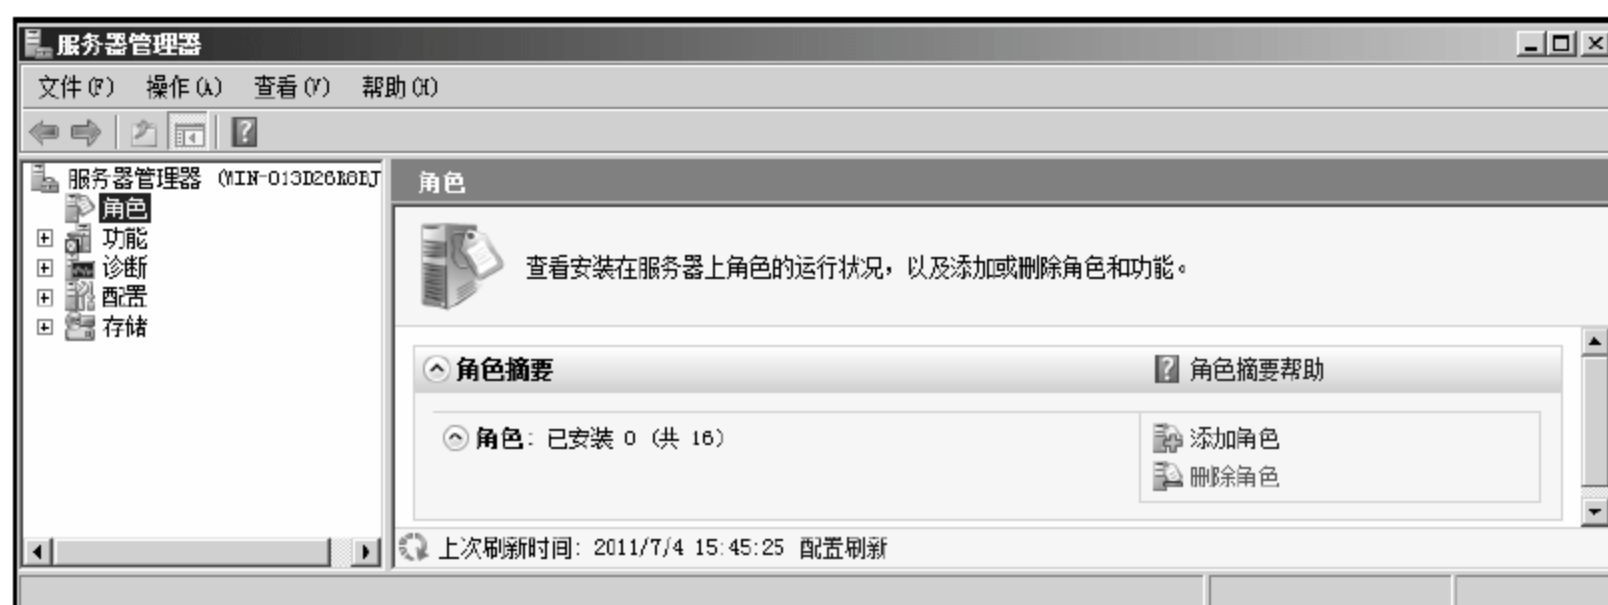 服务器管理器
文件(F) 操作(A) 查看(V) 帮助(H)
服务器管理器 (WIN-013D26R6BJ
角色
功能
诊断
配置
存储
角色
查看安装在服务器上角色的运行状况，以及添加或删除角色和功能。
角色摘要
角色摘要帮助
角色: 已安装 0 (共 16)
添加角色
删除角色
上次刷新时间: 2011/7/4 15:45:25 配置刷新